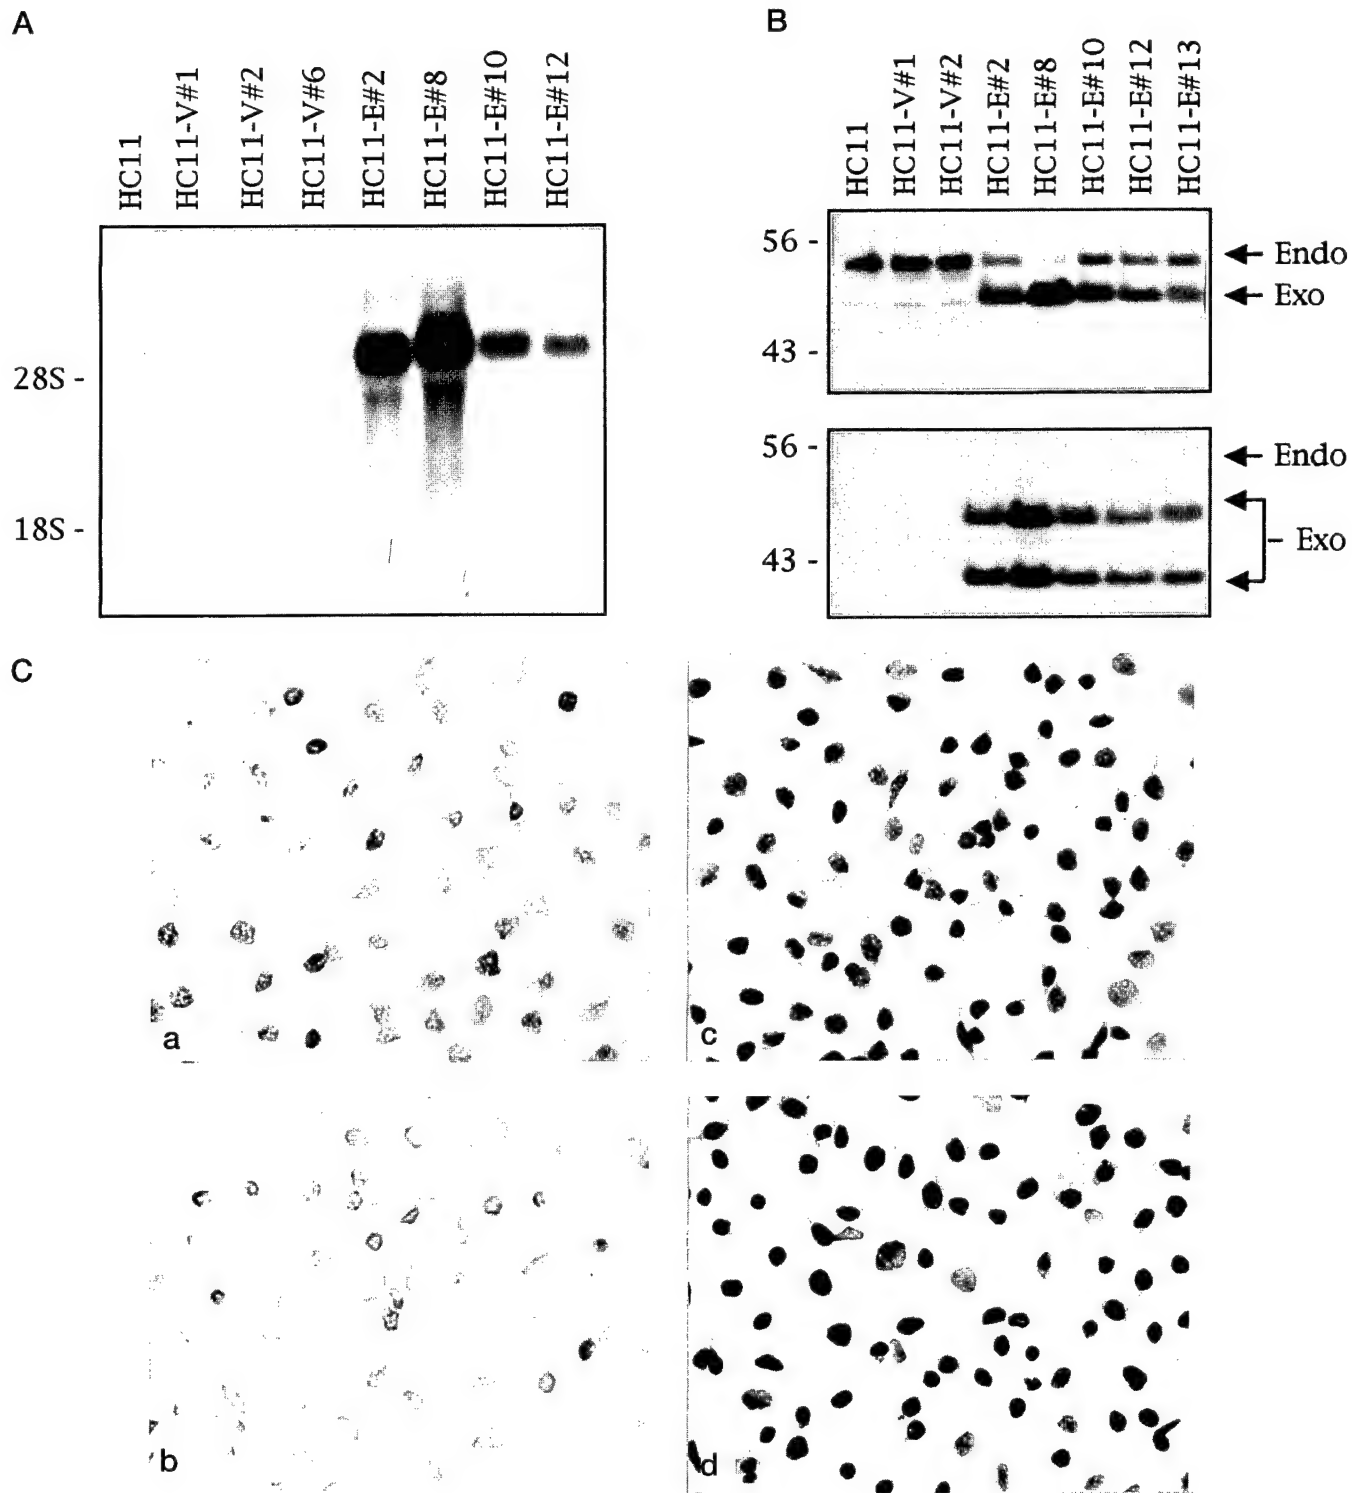 A
HC11
HC11-V#1
HC11-V#2
HC11-V#6
HC11-E#2
HC11-E#8
HC11-E#10
HC11-E#12
28S -
18S -
B
HC11
HC11-V#1
HC11-V#2
HC11-E#2
HC11-E#8
HC11-E#10
HC11-E#12
HC11-E#13
56 -
Endo
Exo
43 -
56 -
Endo
43 -
Exo
C
a
c
b
d